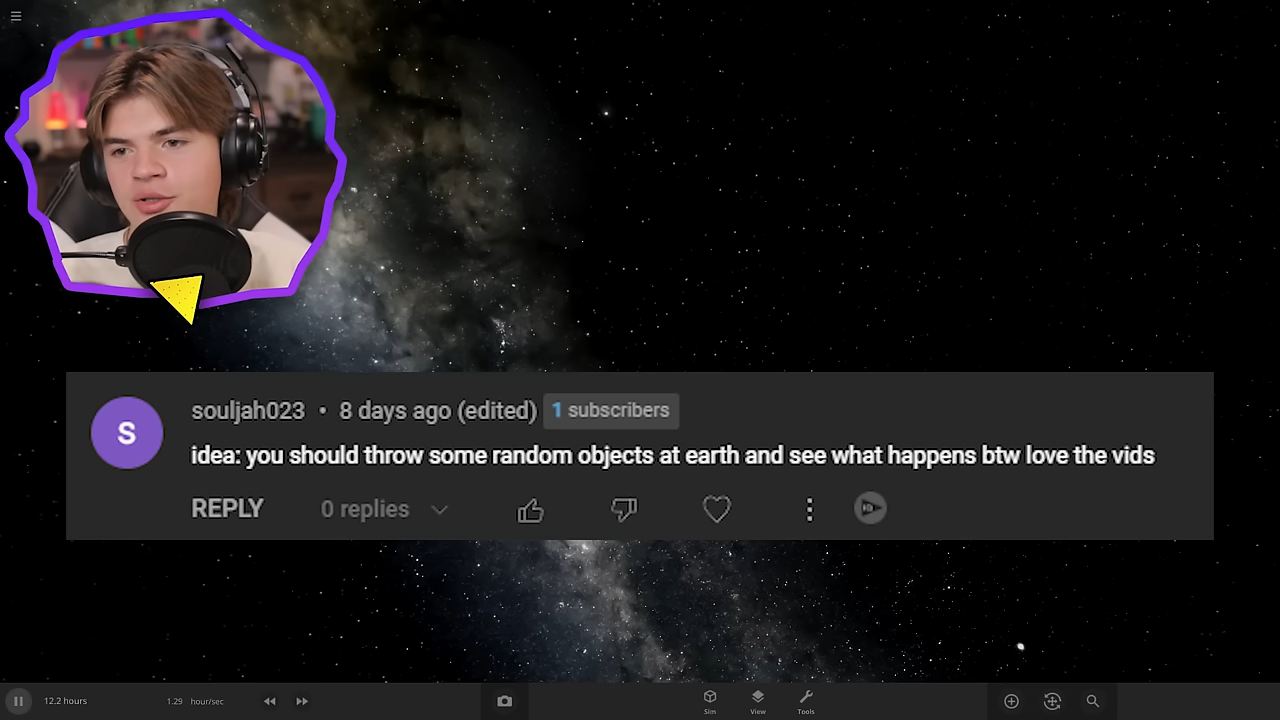 S
souljah023 • 8 days ago (edited) 1 subscribers
idea: you should throw some random objects at earth and see what happens btw love the vids
REPLY 0 replies
12.2 hours 1.29 hour/sec Sim View Tools